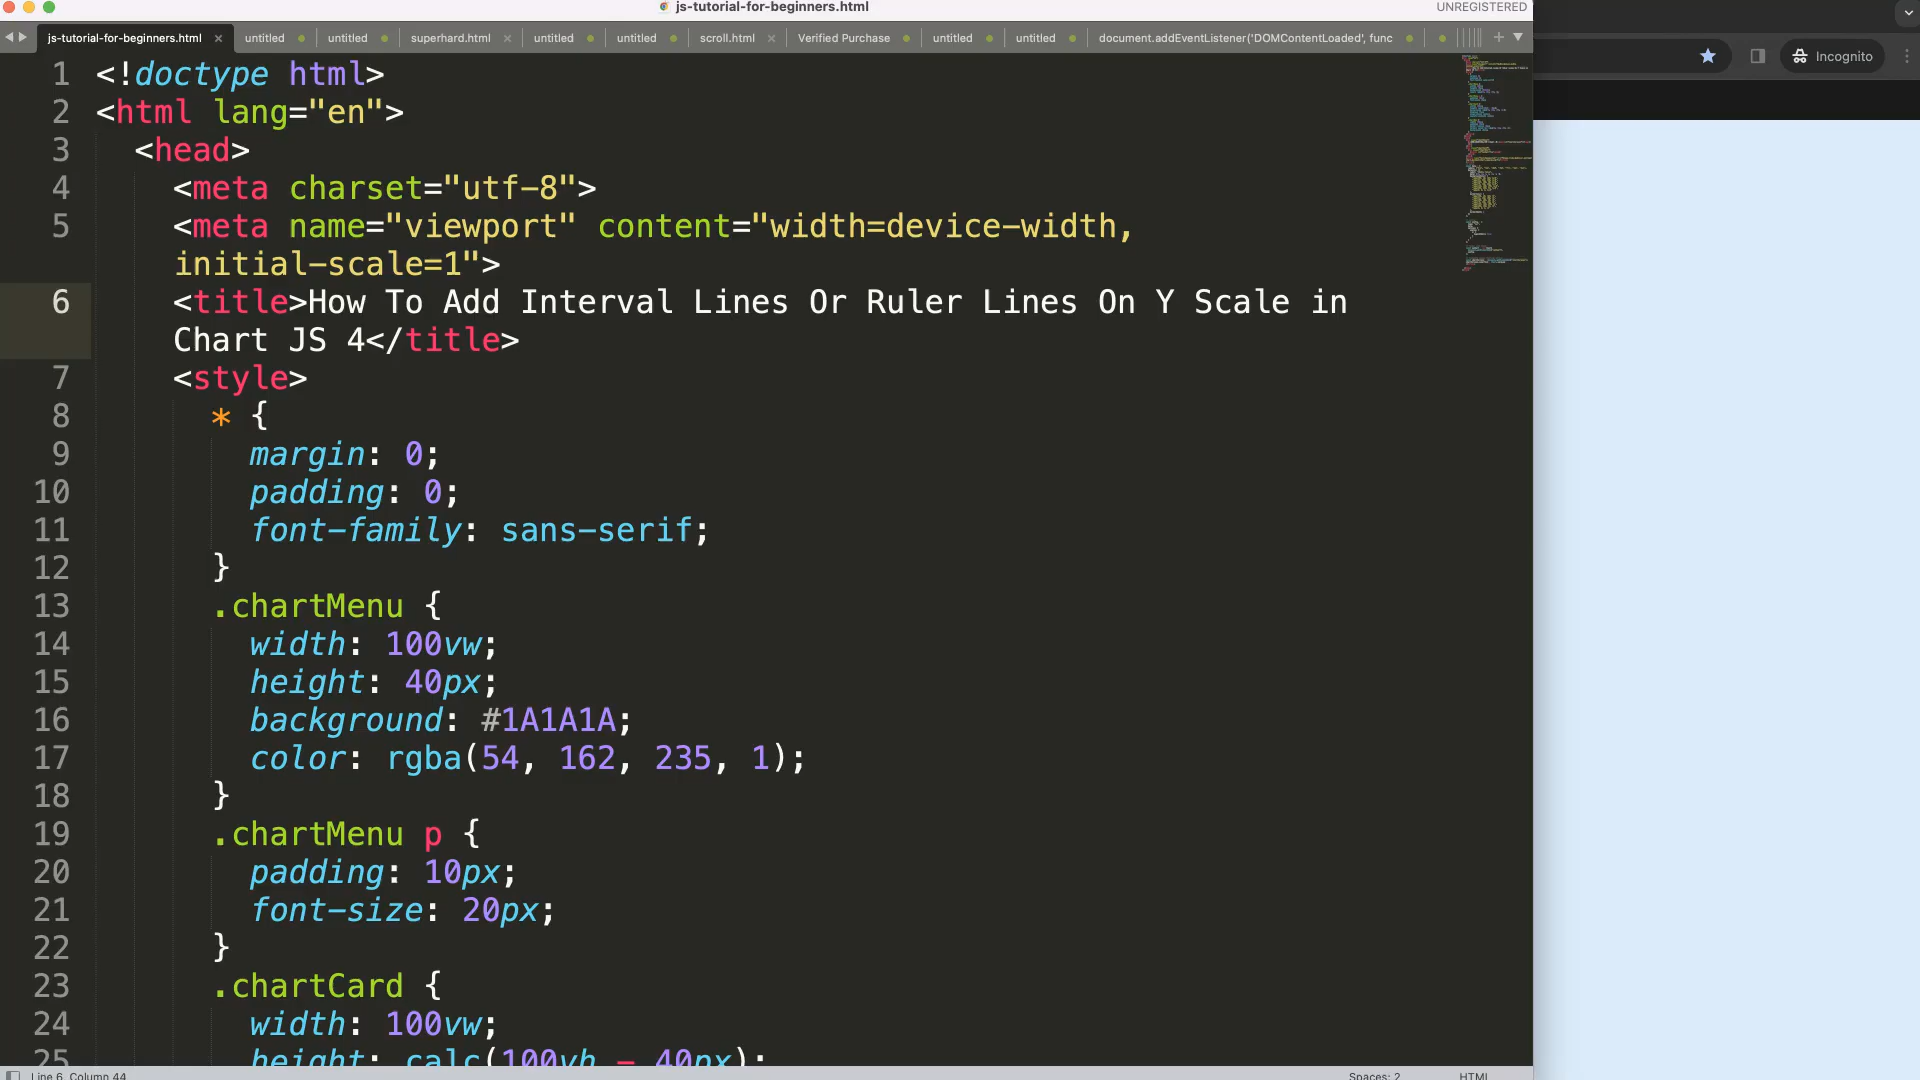 js-tutorial-for-beginners.html
UNREGISTERED
js-tutorial-for-beginners.html × untitled untitled superhard.html × untitled untitled scroll.html × Verified Purchase untitled untitled document.addEventListener('DOMContentLoaded', func
Incognito
1 <!doctype html>
2 <html lang="en">
3 <head>
4 <meta charset="utf-8">
5 <meta name="viewport" content="width=device-width,
initial-scale=1">
6 <title>How To Add Interval Lines Or Ruler Lines On Y Scale in
Chart JS 4</title>
7 <style>
8 * {
9 margin: 0;
10 padding: 0;
11 font-family: sans-serif;
12 }
13 .chartMenu {
14 width: 100vw;
15 height: 40px;
16 background: #1A1A1A;
17 color: rgba(54, 162, 235, 1);
18 }
19 .chartMenu p {
20 padding: 10px;
21 font-size: 20px;
22 }
23 .chartCard {
24 width: 100vw;
25 height: calc(100vh - 40px);
Line 6, Column 44
Spaces: 2
HTML